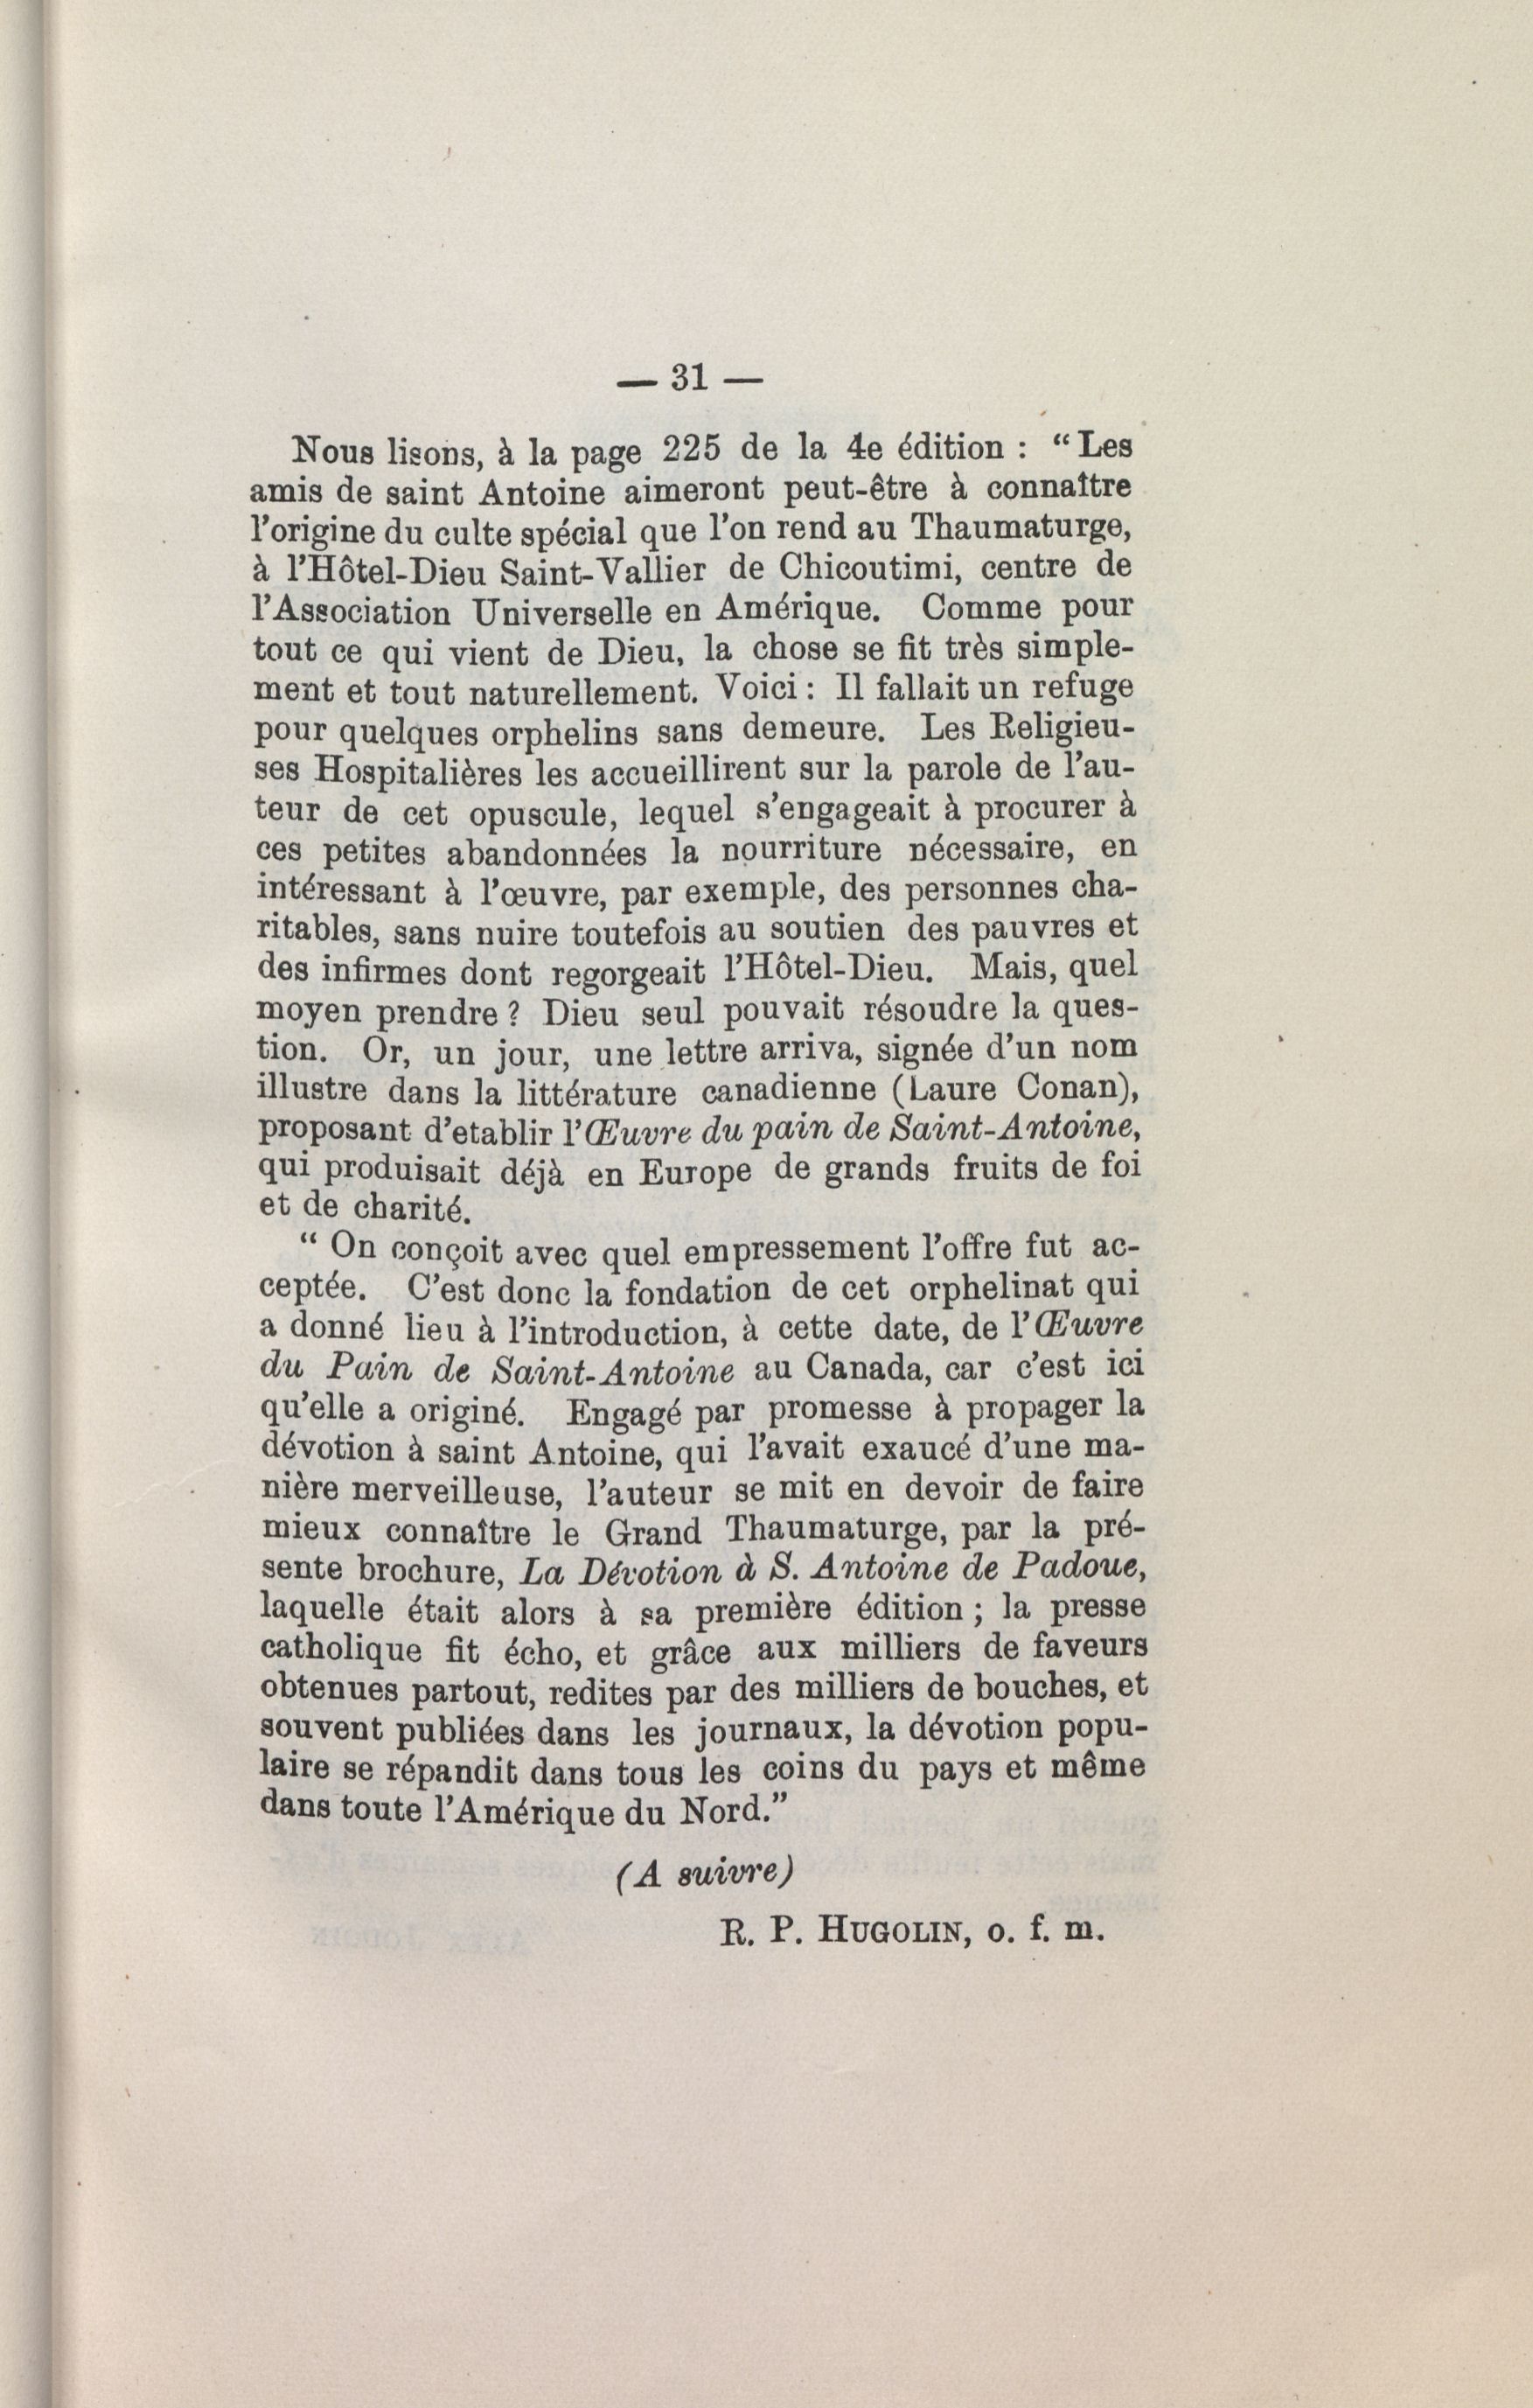 — 31 —
Nous lisons, à la page 225 de la 4e édition : “ Les
amis de saint Antoine aimeront peut-être à connaître
l’origine du culte spécial que l’on rend au Thaumaturge,
à l’Hôtel-Dieu Saint-Vallier de Chicoutimi, centre de
l’Association Universelle en Amérique. Comme pour
tout ce qui vient de Dieu, la chose se fit très simple-
ment et tout naturellement. Voici : Il fallait un refuge
pour quelques orphelins sans demeure. Les Religieu-
ses Hospitalières les accueillirent sur la parole de l’au-
teur de cet opuscule, lequel s’engageait à procurer à
ces petites abandonnées la nourriture nécessaire, en
intéressant à l’œuvre, par exemple, des personnes cha-
ritables, sans nuire toutefois au soutien des pauvres et
des infirmes dont regorgeait l’Hôtel-Dieu. Mais, quel
moyen prendre ? Dieu seul pouvait résoudre la ques-
tion. Or, un jour, une lettre arriva, signée d’un nom
illustre dans la littérature canadienne (Laure Conan),
proposant d’etablir l’Œuvre du pain de Saint-Antoine,
qui produisait déjà en Europe de grands fruits de foi
et de charité.
“ On conçoit avec quel empressement l’offre fut ac-
ceptée. C’est donc la fondation de cet orphelinat qui
a donné lieu à l’introduction, à cette date, de l’Œuvre
du Pain de Saint-Antoine au Canada, car c’est ici
qu’elle a originé. Engagé par promesse à propager la
dévotion à saint Antoine, qui l’avait exaucé d’une ma-
nière merveilleuse, l’auteur se mit en devoir de faire
mieux connaître le Grand Thaumaturge, par la pré-
sente brochure, La Dévotion à S. Antoine de Padoue,
laquelle était alors à sa première édition ; la presse
catholique fit écho, et grâce aux milliers de faveurs
obtenues partout, redites par des milliers de bouches, et
souvent publiées dans les journaux, la dévotion popu-
laire se répandit dans tous les coins du pays et même
dans toute l’Amérique du Nord.”
(A suivre)
R. P. HUGOLIN, o. f. m.